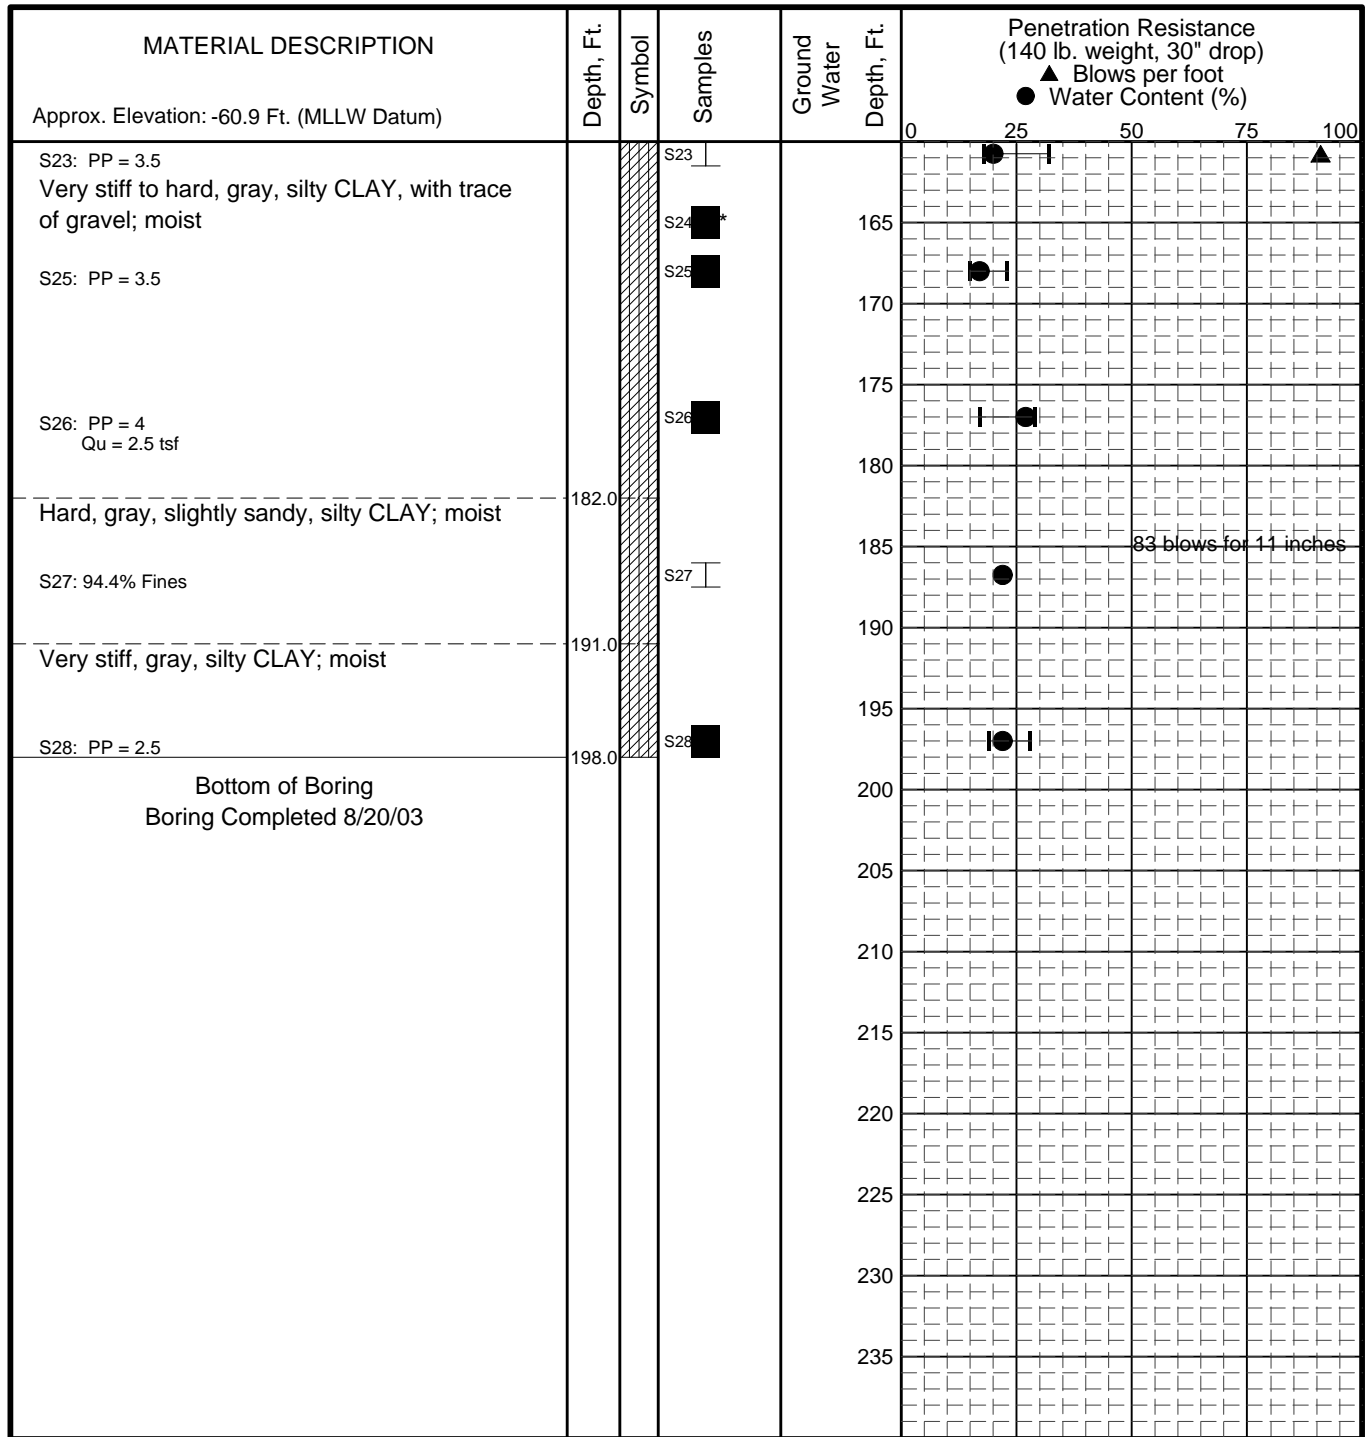 MATERIAL DESCRIPTION
Approx. Elevation: -60.9 Ft. (MLLW Datum)
Depth, Ft.
Symbol
Samples
Ground
Water
Depth, Ft.
Penetration Resistance
(140 lb. weight, 30" drop)
▲ Blows per foot
● Water Content (%)
0 25 50 75 100
S23: PP = 3.5
S23
Very stiff to hard, gray, silty CLAY, with trace
of gravel; moist
S24 *
165
S25: PP = 3.5
S25
170
175
S26: PP = 4
S26
Qu = 2.5 tsf
180
182.0
Hard, gray, slightly sandy, silty CLAY; moist
185
83 blows for 11 inches
S27: 94.4% Fines
S27
190
191.0
Very stiff, gray, silty CLAY; moist
195
S28: PP = 2.5
S28
198.0
Bottom of Boring
Boring Completed 8/20/03
200
205
210
215
220
225
230
235